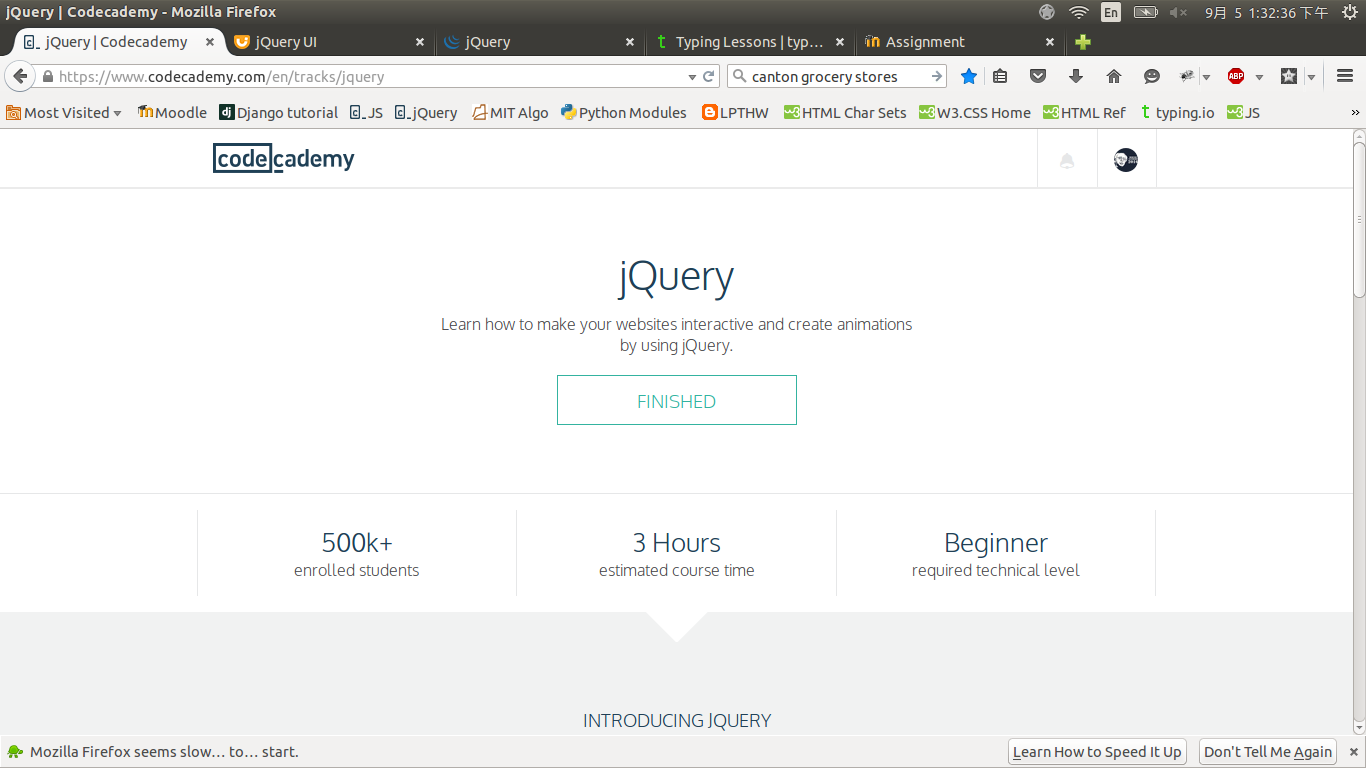 jQuery | Codecademy - Mozilla Firefox
En
9月 5 1:32:36 下午
jQuery | Codecademy
jQuery UI
jQuery
Typing Lessons | typ...
Assignment
https://www.codecademy.com/en/tracks/jquery
canton grocery stores
ABP
Most Visited
Moodle
Django tutorial
JS
jQuery
MIT Algo
Python Modules
LPTHW
HTML Char Sets
W3.CSS Home
HTML Ref
typing.io
JS
codecademy
jQuery
Learn how to make your websites interactive and create animations
by using jQuery.
FINISHED
500k+
enrolled students
3 Hours
estimated course time
Beginner
required technical level
INTRODUCING JQUERY
Mozilla Firefox seems slow... to... start.
Learn How to Speed It Up
Don't Tell Me Again